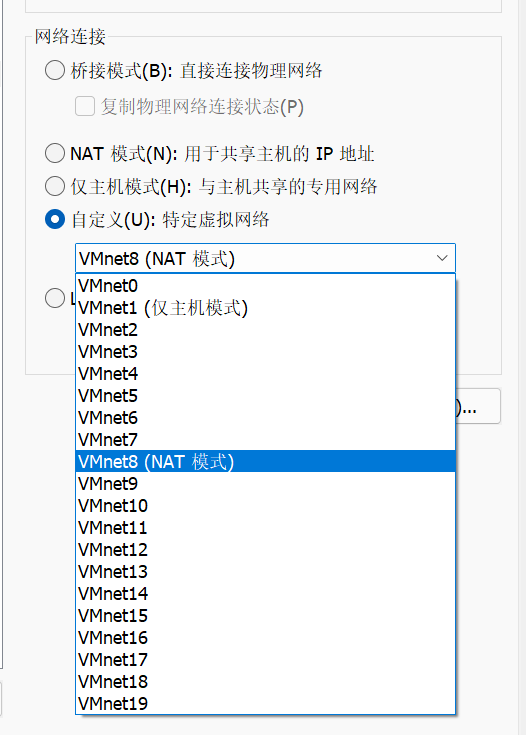 网络连接
桥接模式(B): 直接连接物理网络
复制物理网络连接状态(P)
NAT 模式(N): 用于共享主机的 IP 地址
仅主机模式(H): 与主机共享的专用网络
自定义(U): 特定虚拟网络
VMnet8 (NAT 模式)
VMnet0
VMnet1 (仅主机模式)
VMnet2
VMnet3
VMnet4
VMnet5
VMnet6
VMnet7
VMnet8 (NAT 模式)
VMnet9
VMnet10
VMnet11
VMnet12
VMnet13
VMnet14
VMnet15
VMnet16
VMnet17
VMnet18
VMnet19
)...